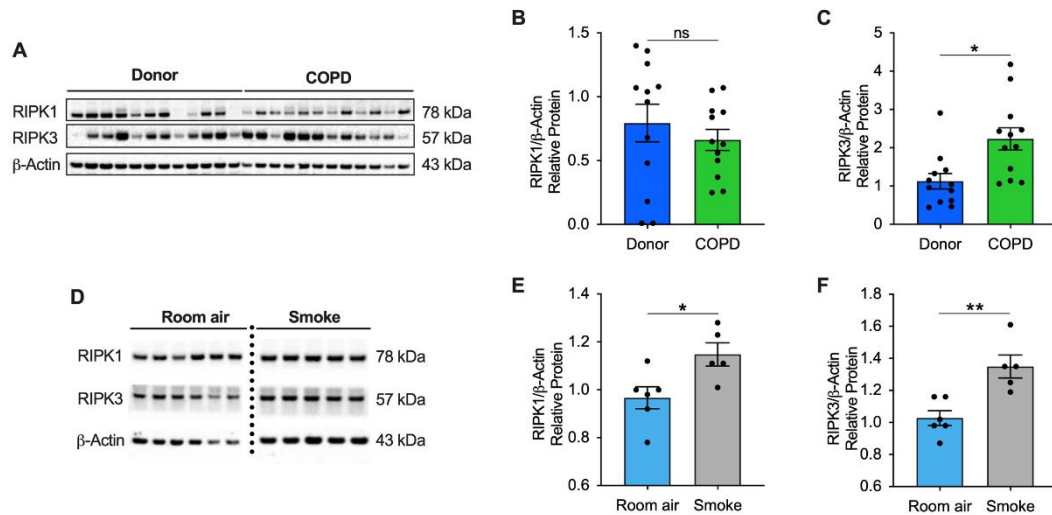 A
Donor COPD
RIPK1 78 kDa
RIPK3 57 kDa
β-Actin 43 kDa
B
RIPK1/β-Actin
Relative Protein
1.5
1.0
0.5
0.0
ns
Donor COPD
C
RIPK3/β-Actin
Relative Protein
5
4
3
2
1
0
*
Donor COPD
D
Room air Smoke
RIPK1 78 kDa
RIPK3 57 kDa
β-Actin 43 kDa
E
RIPK1/β-Actin
Relative Protein
1.4
1.2
1.0
0.8
0.6
*
Room air Smoke
F
RIPK3/β-Actin
Relative Protein
1.8
1.6
1.4
1.2
1.0
0.8
0.6
**
Room air Smoke